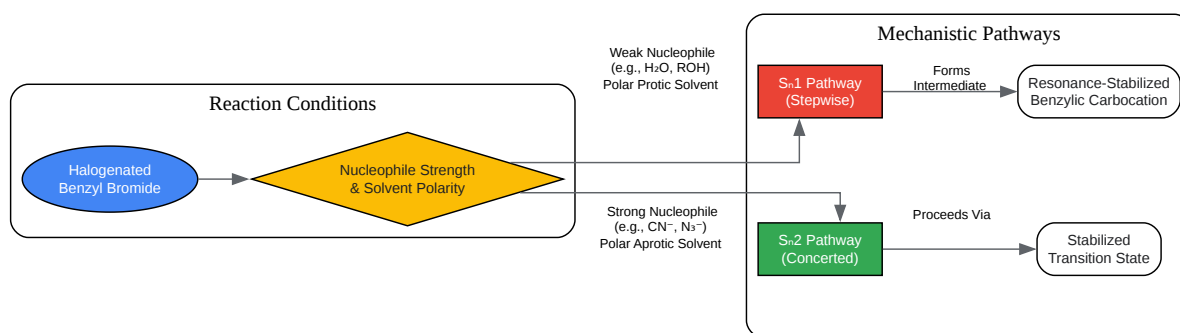 Reaction Conditions
Halogenated
Benzyl Bromide
Nucleophile Strength
& Solvent Polarity
Weak Nucleophile
(e.g., H₂O, ROH)
Polar Protic Solvent
Strong Nucleophile
(e.g., CN⁻, N₃⁻)
Polar Aprotic Solvent
Mechanistic Pathways
Sₙ1 Pathway
(Stepwise)
Forms
Intermediate
Resonance-Stabilized
Benzylic Carbocation
Sₙ2 Pathway
(Concerted)
Proceeds Via
Stabilized
Transition State